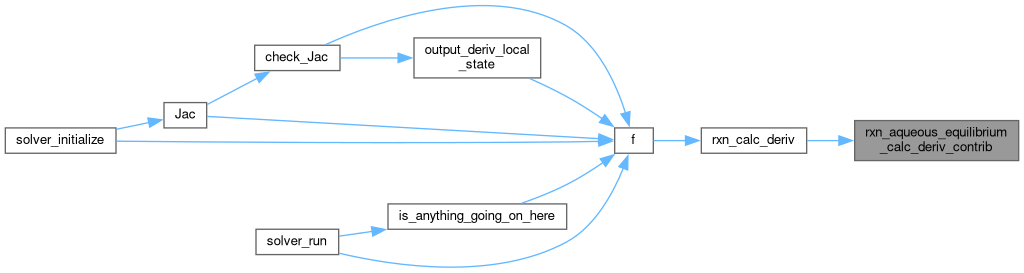 check_Jac
output_deriv_local
_state
Jac
solver_initialize
f
rxn_calc_deriv
rxn_aqueous_equilibrium
_calc_deriv_contrib
is_anything_going_on_here
solver_run